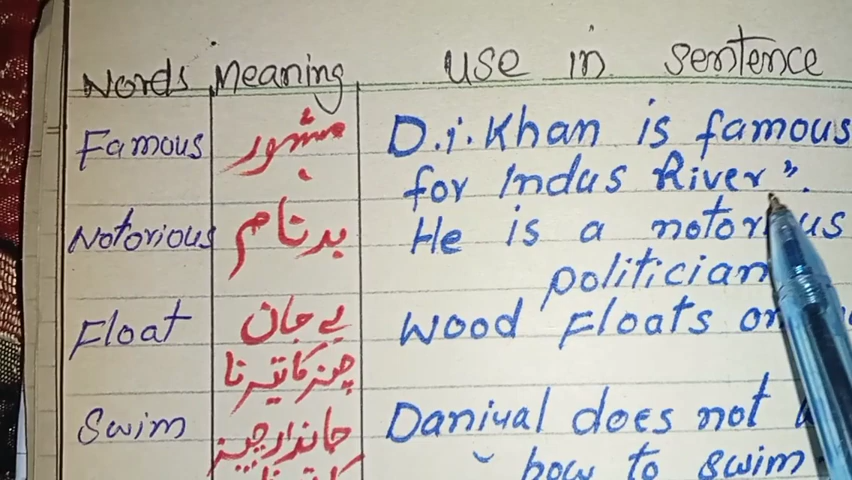 Words Meaning use in sentence
Famous مشہور D.i.Khan is famous
for Indus River".
Notorious بدنام He is a notorious
politician
Float بے جان Wood Floats on
چیز کا تیرنا
Swim جاندار چیز Daniyal does not
how to swim.